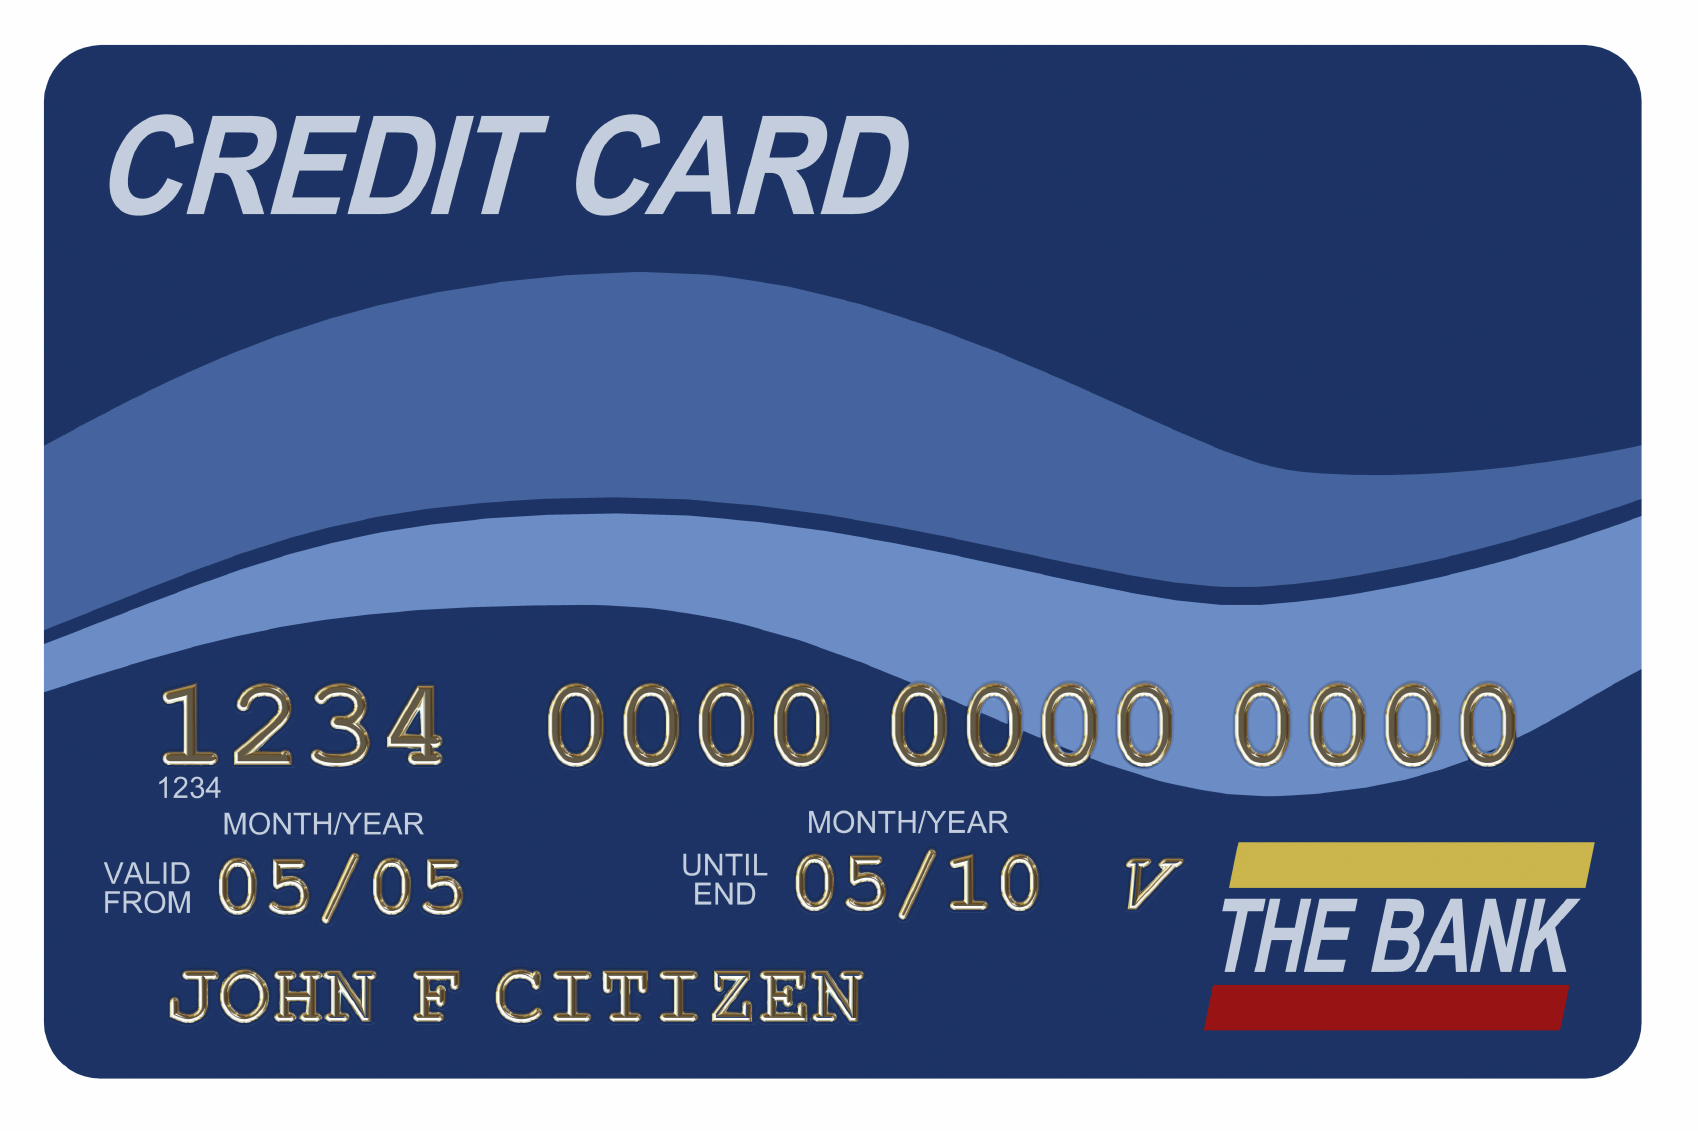 CREDIT CARD
1234 0000 0000 0000
1234
MONTH/YEAR MONTH/YEAR
VALID FROM 05/05 UNTIL END 05/10 V
THE BANK
JOHN F CITIZEN